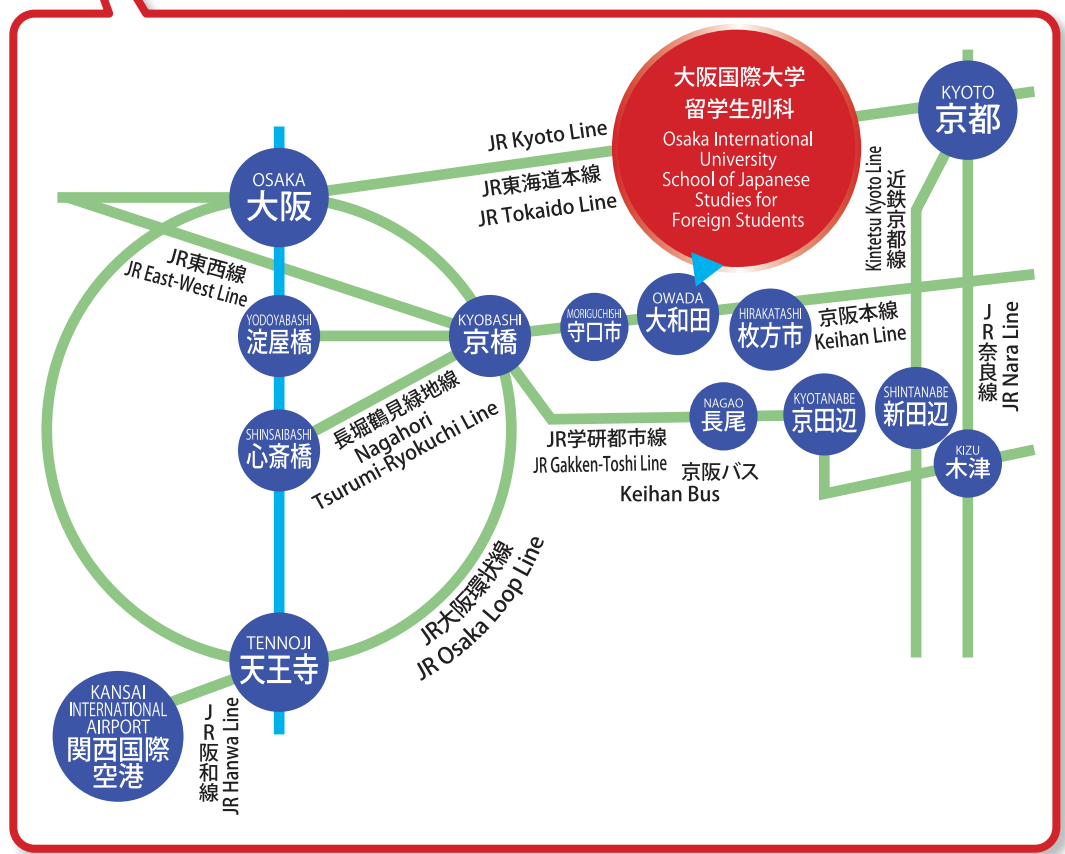 大阪国際大学
留学生別科
Osaka International
University
School of Japanese
Studies for
Foreign Students
KYOTO
京都
OSAKA
大阪
JR Kyoto Line
JR東海道本線
JR Tokaido Line
近鉄京都線
Kintetsu Kyoto Line
JR東西線
JR East-West Line
YODOYABASHI
淀屋橋
KYOBASHI
京橋
MORIGUCHISHI
守口市
OWADA
大和田
HIRAKATASHI
枚方市
京阪本線
Keihan Line
JR奈良線
JR Nara Line
SHINSAIBASHI
心斎橋
長堀鶴見緑地線
Nagahori
Tsurumi-Ryokuchi Line
NAGAO
長尾
KYOTANABE
京田辺
SHINTANABE
新田辺
KIZU
木津
JR学研都市線
JR Gakken-Toshi Line
京阪バス
Keihan Bus
JR大阪環状線
JR Osaka Loop Line
TENNOJI
天王寺
KANSAI
INTERNATIONAL
AIRPORT
関西国際
空港
JR阪和線
JR Hanwa Line